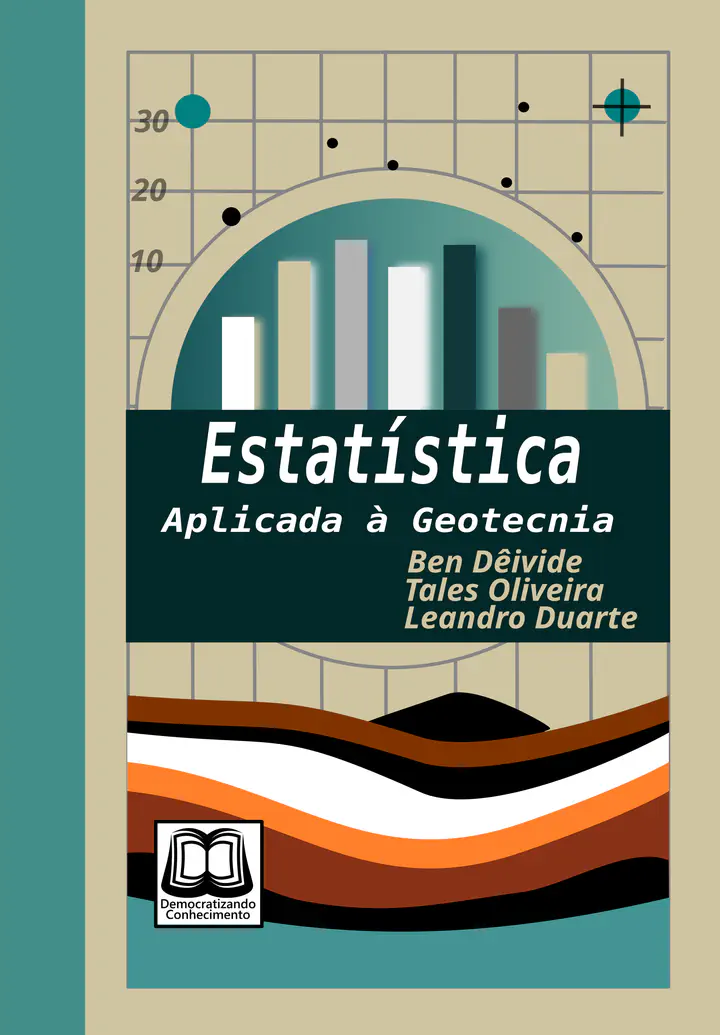 30
20
10
Estatística
Aplicada à Geotecnia
Ben Dêivide
Tales Oliveira
Leandro Duarte
Democratizando
Conhecimento